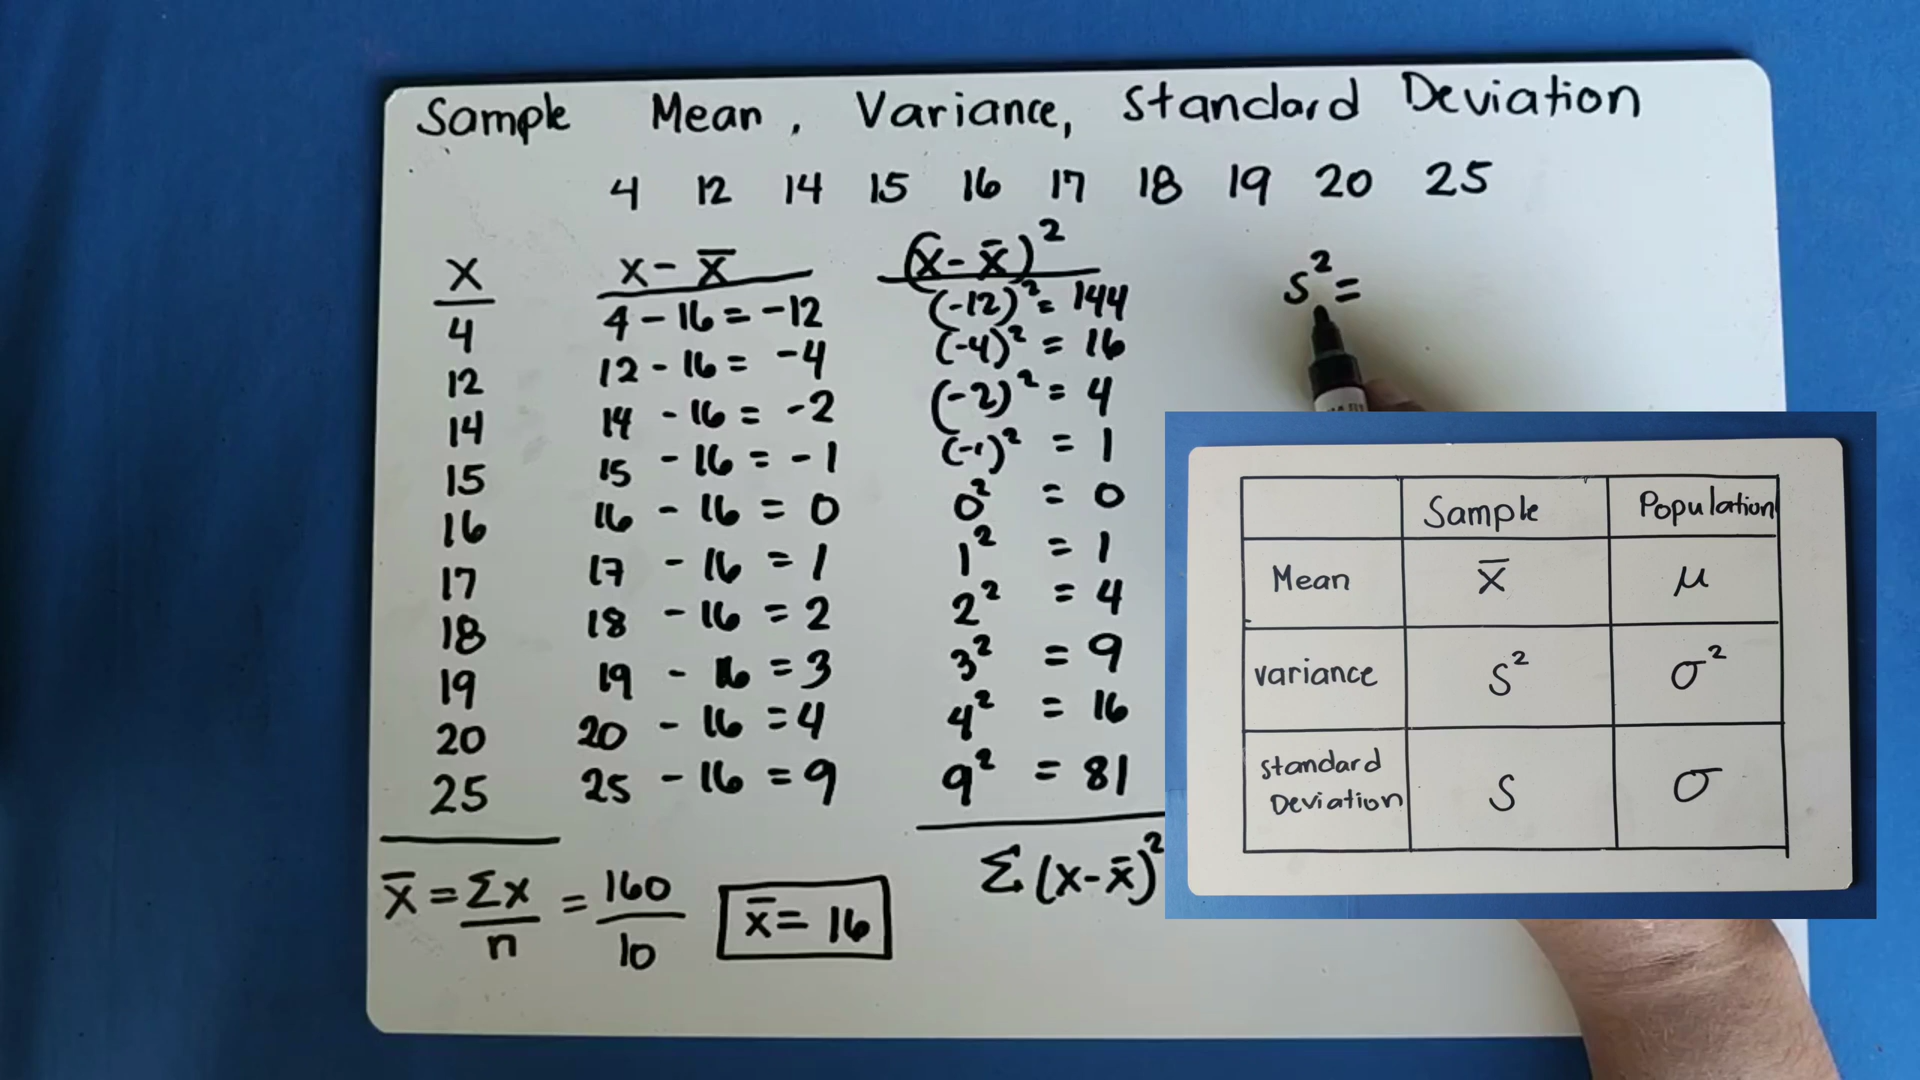 Sample Mean, Variance, Standard Deviation
4 12 14 15 16 17 18 19 20 25
x
4
12
14
15
16
17
18
19
20
25
x̄ = Σx/n = 160/10
x̄ = 16
x - x̄
4 - 16 = -12
12 - 16 = -4
14 - 16 = -2
15 - 16 = -1
16 - 16 = 0
17 - 16 = 1
18 - 16 = 2
19 - 16 = 3
20 - 16 = 4
25 - 16 = 9
(x - x̄)²
(-12)² = 144
(-4)² = 16
(-2)² = 4
(-1)² = 1
0² = 0
1² = 1
2² = 4
3² = 9
4² = 16
9² = 81
Σ(x-x̄)²
s² =
Sample Population
Mean x̄ μ
Variance s² σ²
Standard
Deviation s σ